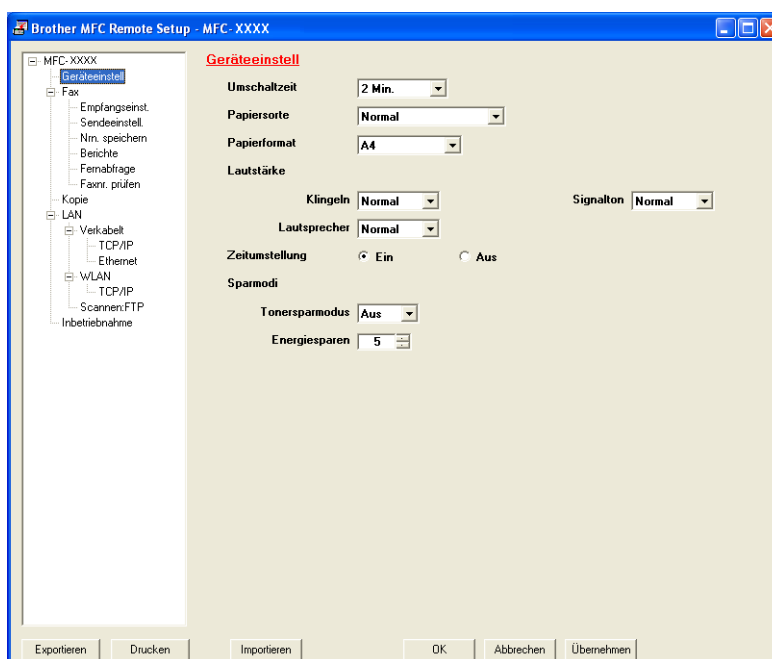 Brother MFC Remote Setup - MFC- XXXX
MFC- XXXX
Geräteeinstell
Fax
Empfangseinst.
Sendeeinstell.
Nrn. speichern
Berichte
Fernabfrage
Faxnr. prüfen
Kopie
LAN
Verkabelt
TCP/IP
Ethernet
WLAN
TCP/IP
Scannen:FTP
Inbetriebnahme
Geräteeinstell
Umschaltzeit 2 Min.
Papiersorte Normal
Papierformat A4
Lautstärke
Klingeln Normal Signalton Normal
Lautsprecher Normal
Zeitumstellung Ein Aus
Sparmodi
Tonersparmodus Aus
Energiesparen 5
Exportieren Drucken Importieren OK Abbrechen Übernehmen